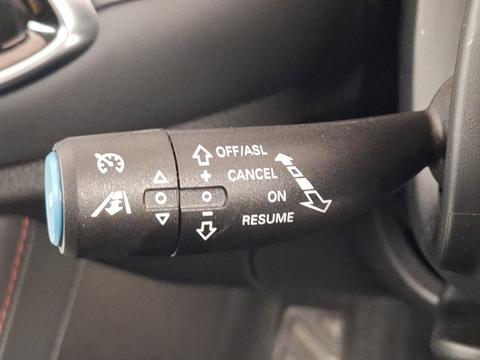 OFF/ASL
+ CANCEL
ON
- RESUME